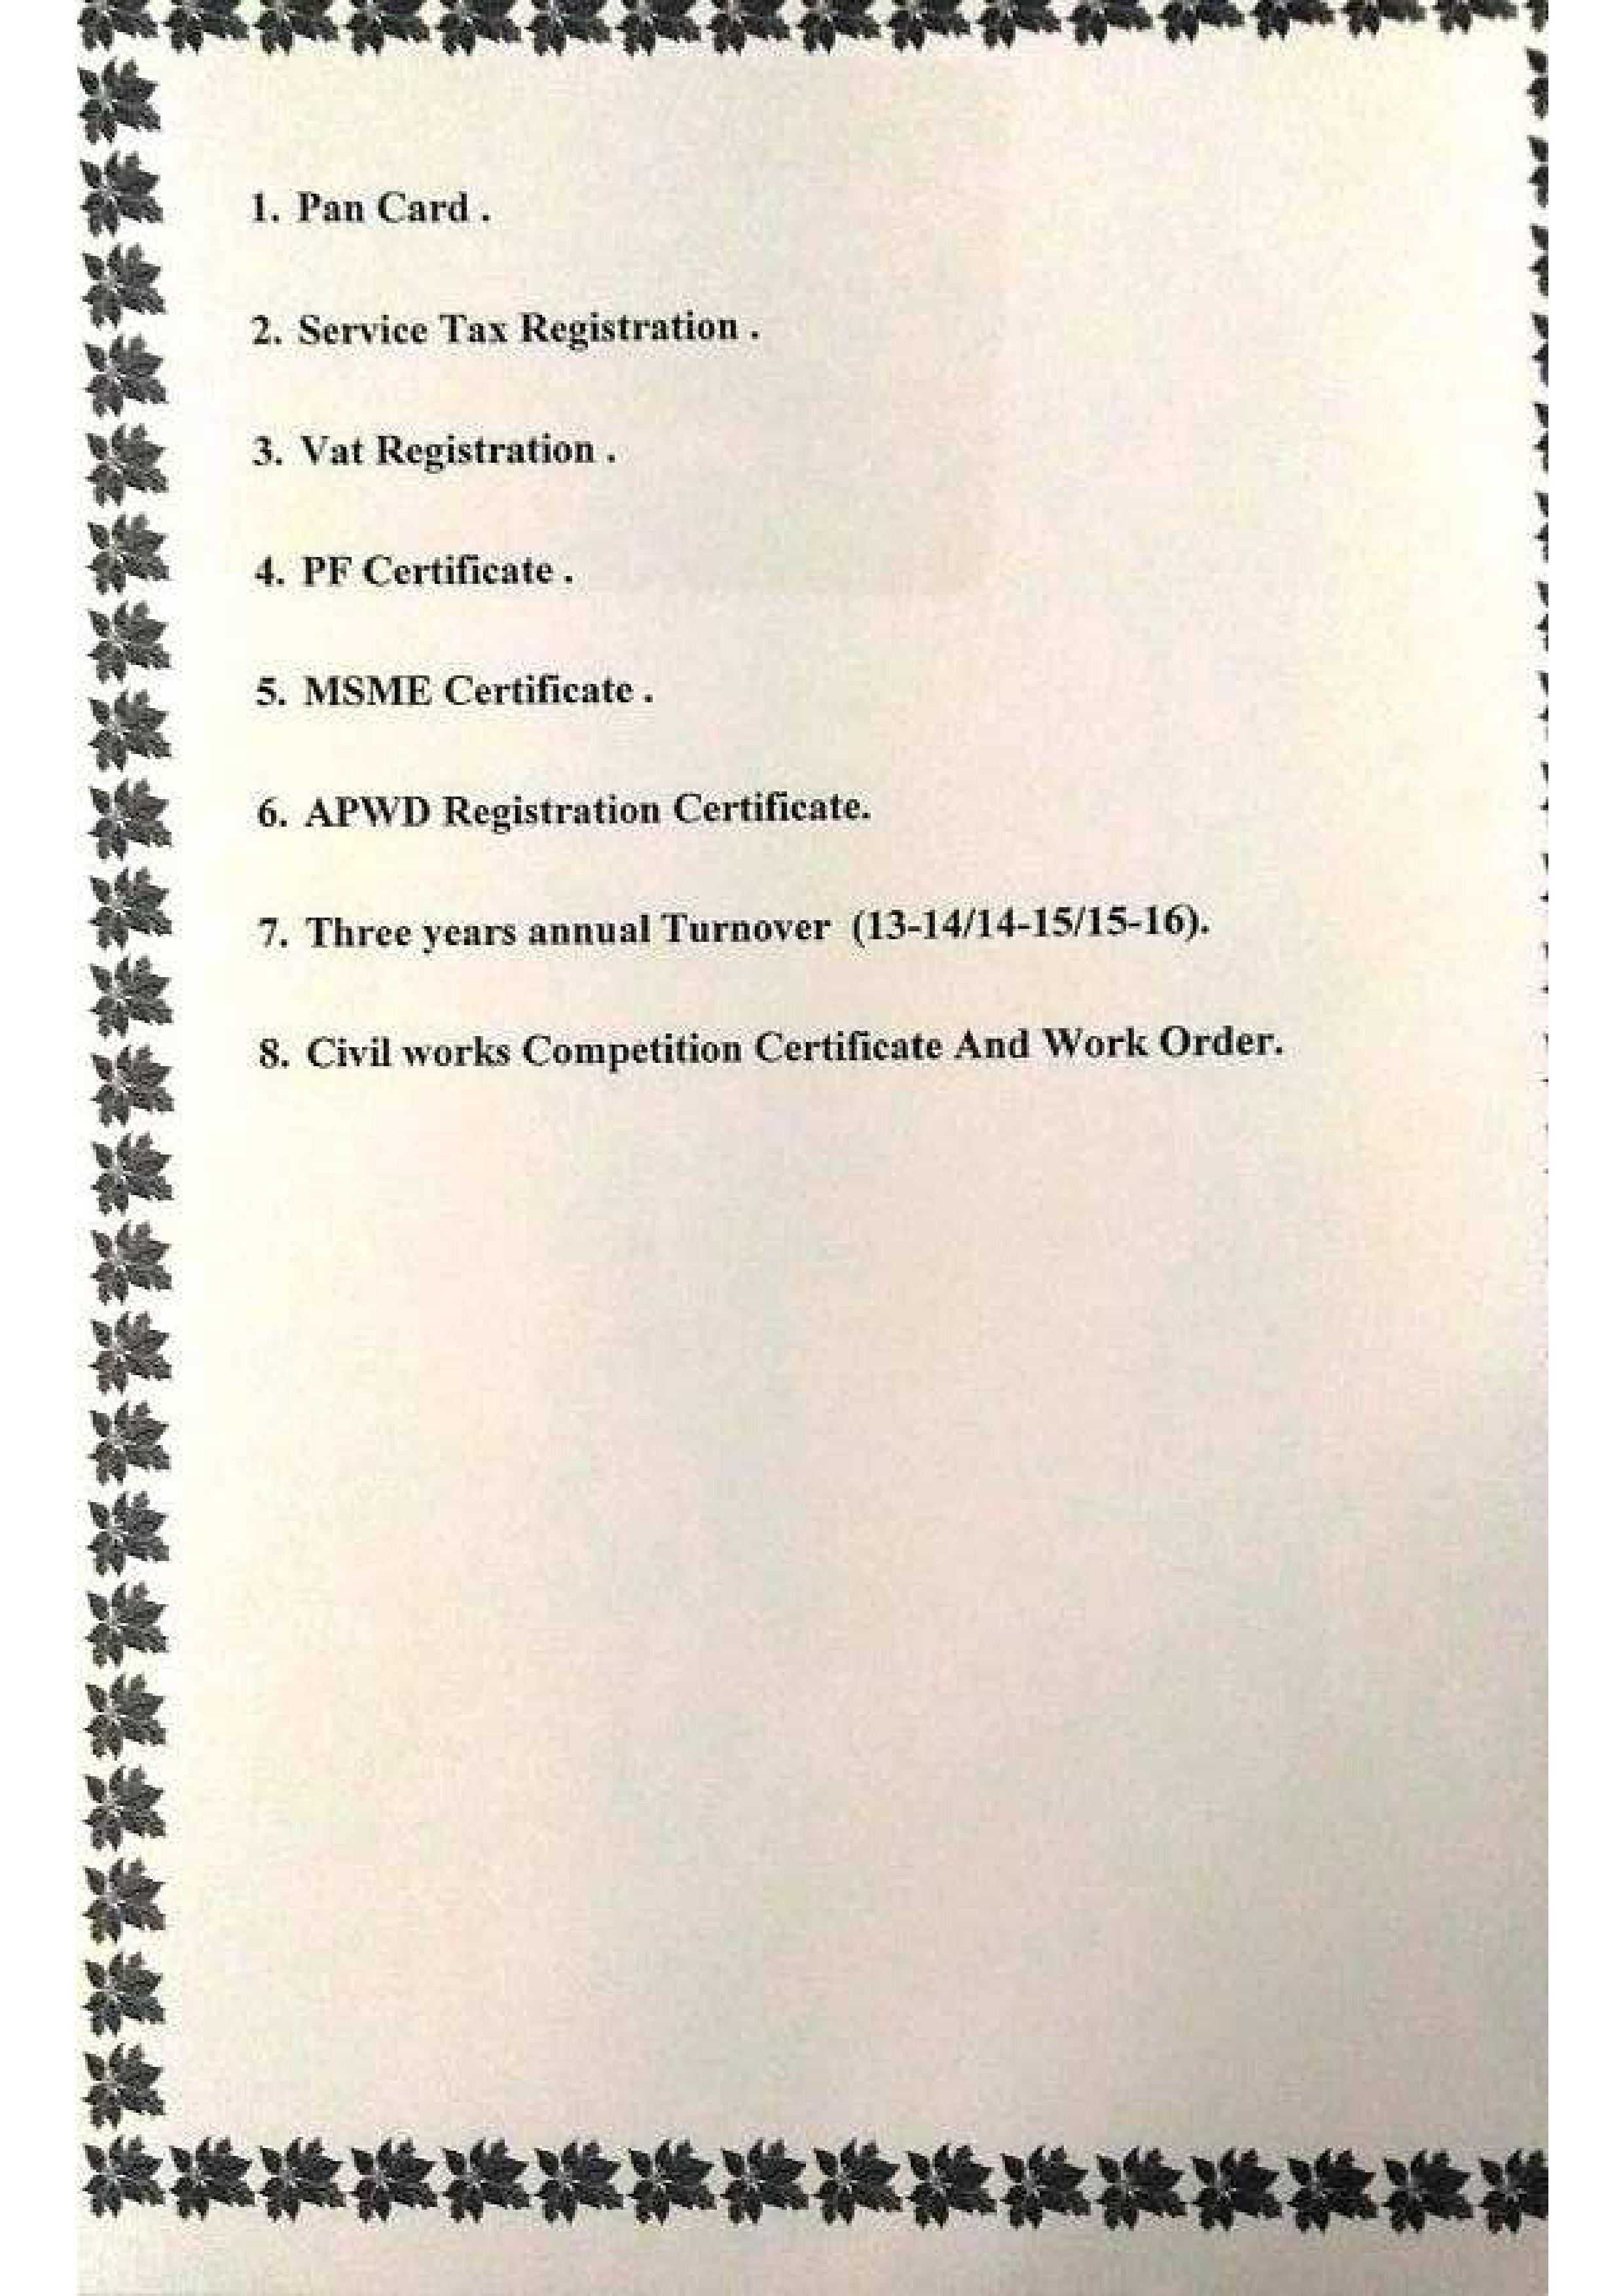 1. Pan Card .
2. Service Tax Registration .
3. Vat Registration .
4. PF Certificate .
5. MSME Certificate .
6. APWD Registration Certificate.
7. Three years annual Turnover (13-14/14-15/15-16).
8. Civil works Competition Certificate And Work Order.